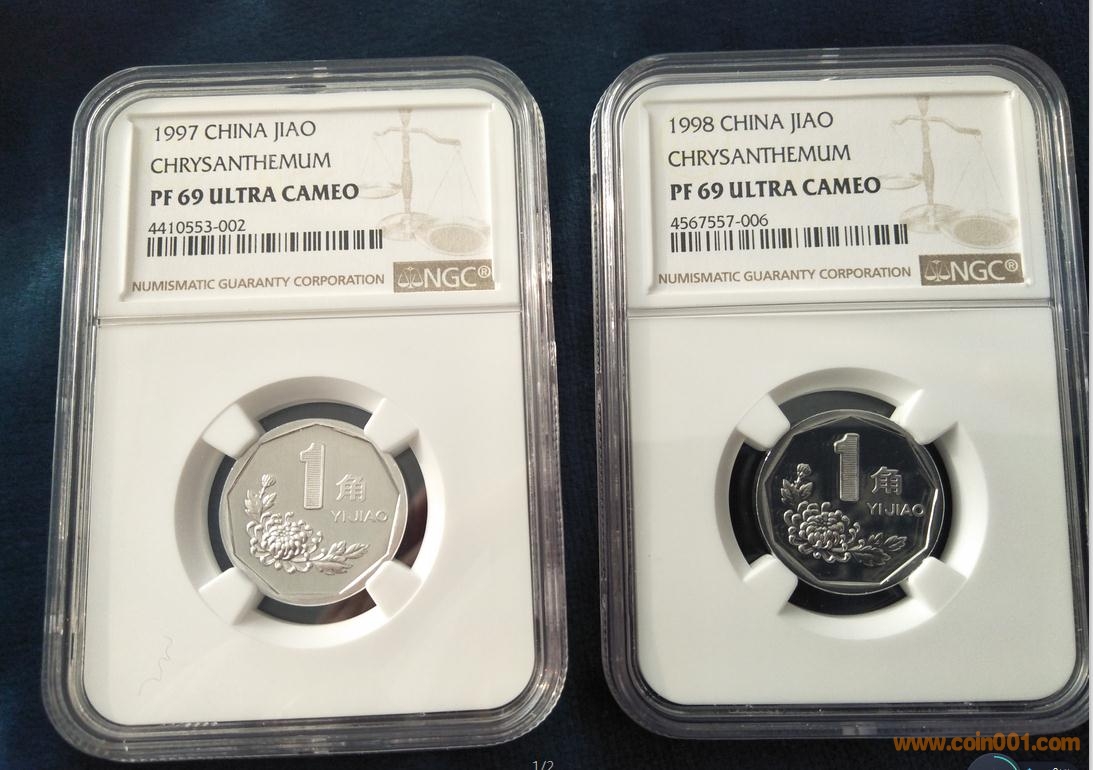 1997 CHINA JIAO
CHRYSANTHEMUM
PF 69 ULTRA CAMEO
4410553-002
NUMISMATIC GUARANTY CORPORATION NGC®
1
角
YI JIAO
1998 CHINA JIAO
CHRYSANTHEMUM
PF 69 ULTRA CAMEO
4567557-006
NUMISMATIC GUARANTY CORPORATION NGC®
1
角
YI JIAO
www.coin001.com
1/2